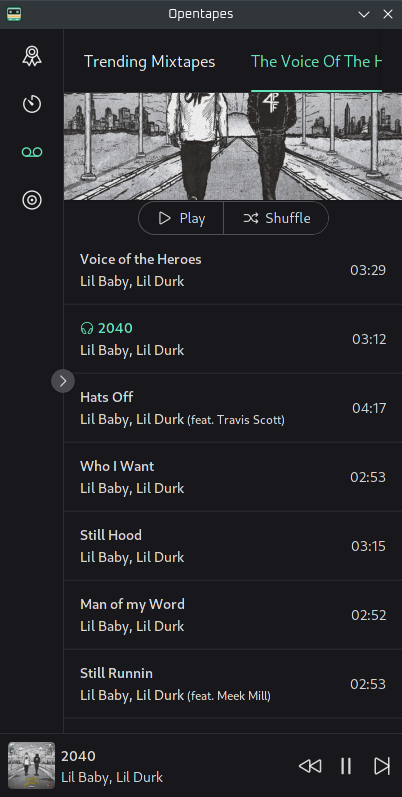 Opentapes
Trending Mixtapes
The Voice Of The H
4PF
Play
Shuffle
Voice of the Heroes
Lil Baby, Lil Durk
03:29
2040
Lil Baby, Lil Durk
03:12
Hats Off
Lil Baby, Lil Durk (feat. Travis Scott)
04:17
Who I Want
Lil Baby, Lil Durk
02:53
Still Hood
Lil Baby, Lil Durk
03:15
Man of my Word
Lil Baby, Lil Durk
02:52
Still Runnin
Lil Baby, Lil Durk (feat. Meek Mill)
02:53
2040
Lil Baby, Lil Durk